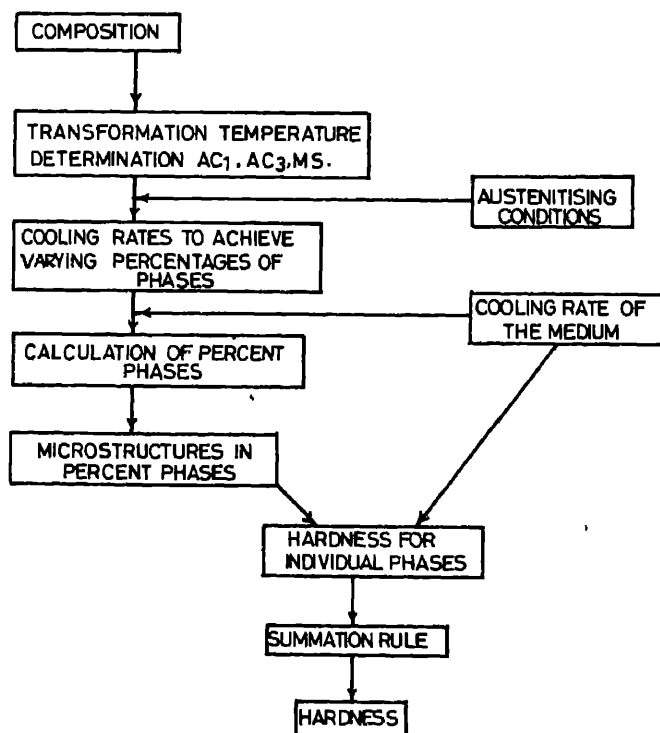 COMPOSITION
TRANSFORMATION TEMPERATURE
DETERMINATION AC1. AC3,MS.
AUSTENITISING
CONDITIONS
COOLING RATES TO ACHIEVE
VARYING PERCENTAGES OF
PHASES
COOLING RATE OF
THE MEDIUM
CALCULATION OF PERCENT
PHASES
MICROSTRUCTURES IN
PERCENT PHASES
HARDNESS FOR
INDIVIDUAL PHASES
SUMMATION RULE
HARDNESS